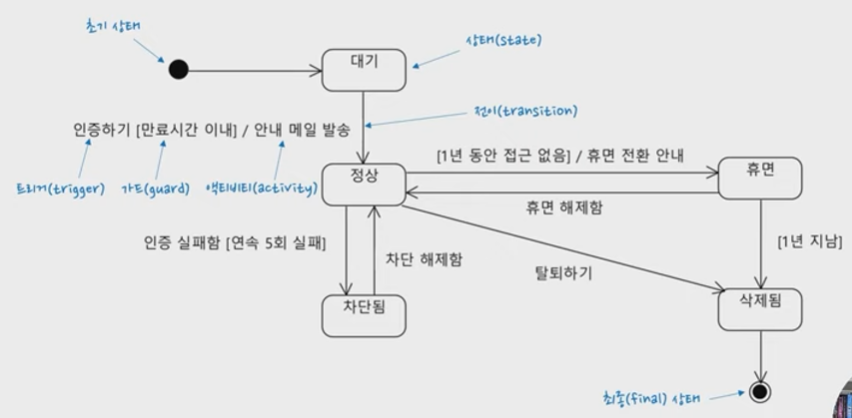 초기 상태
상태(state)
대기
전이(transition)
인증하기 [만료시간 이내] / 안내 메일 발송
트리거(trigger) 가드(guard) 액티비티(activity)
정상
[1년 동안 접근 없음] / 휴면 전환 안내
휴면
휴면 해제함
인증 실패함 [연속 5회 실패]
차단 해제함
탈퇴하기
[1년 지남]
차단됨
삭제됨
최종(final) 상태